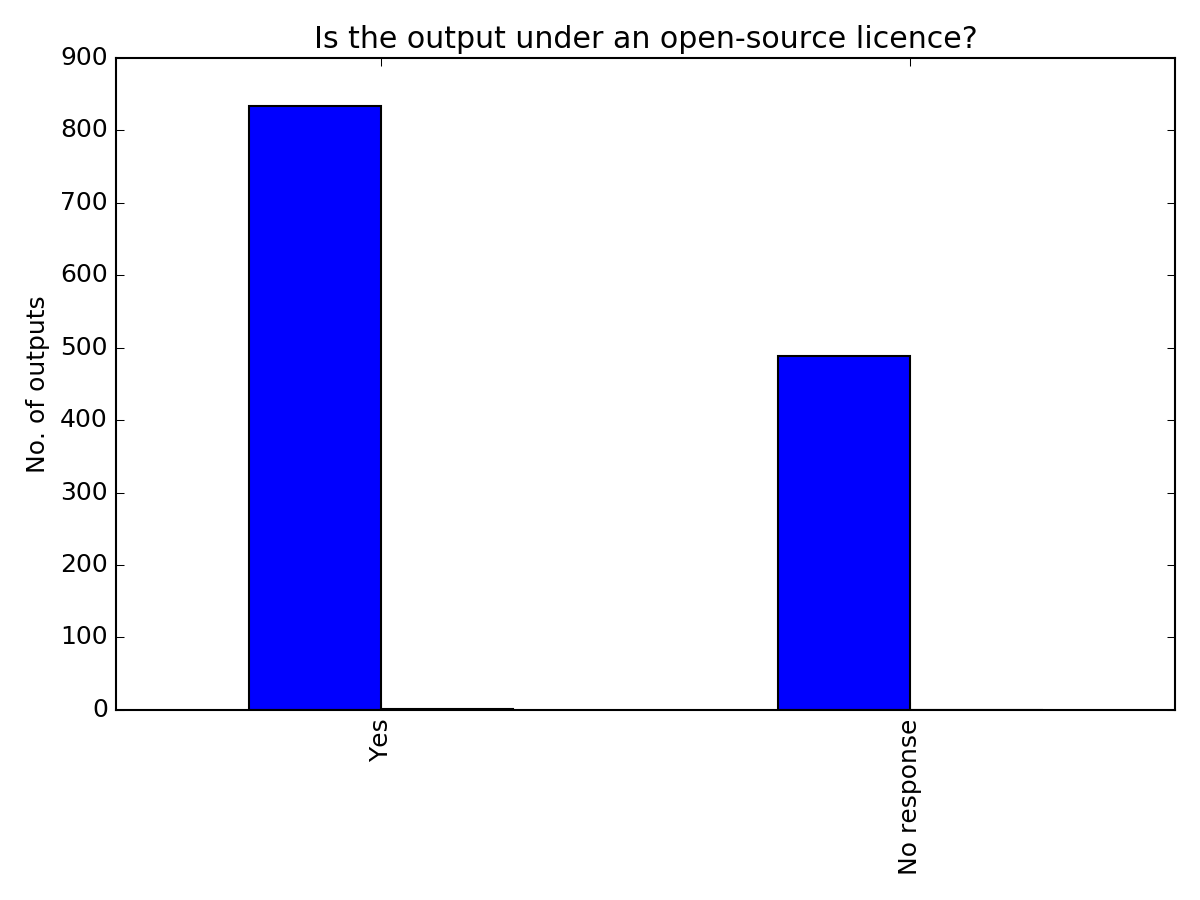 Is the output under an open-source licence?
900
800
700
600
500
400
300
200
100
0
No. of outputs
Yes
No response